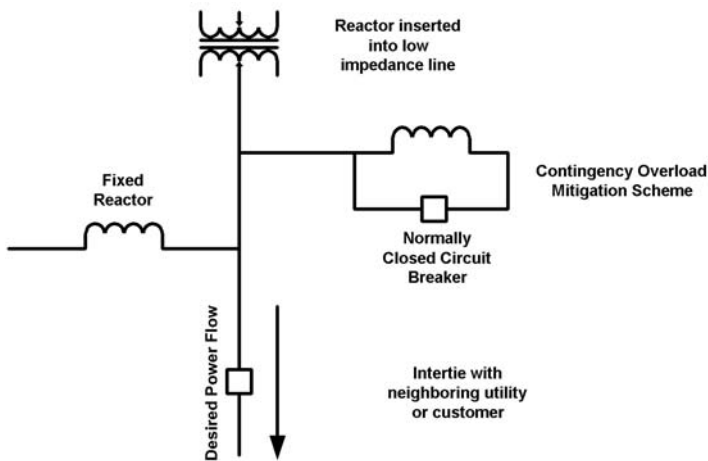 Reactor inserted
into low
impedance line
Contingency Overload
Mitigation Scheme
Fixed
Reactor
Normally
Closed Circuit
Breaker
Desired Power Flow
Intertie with
neighboring utility
or customer